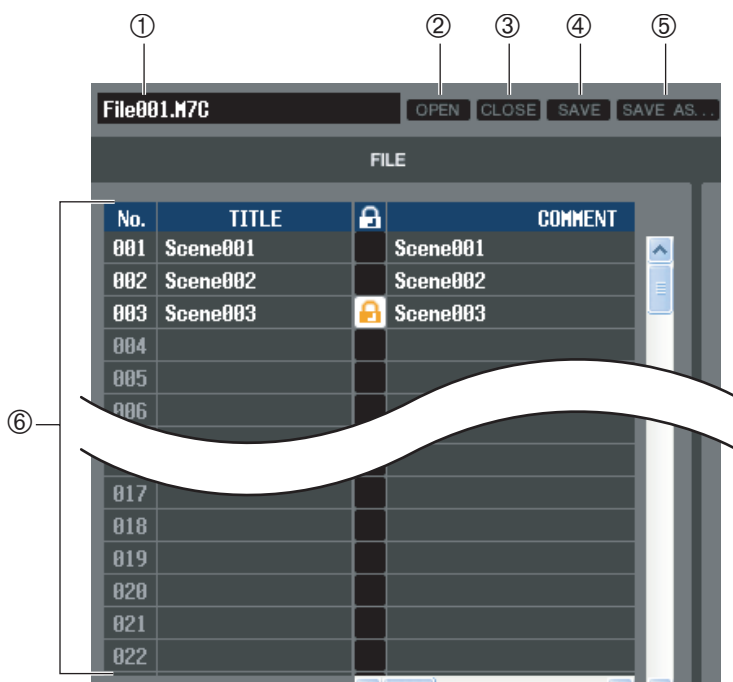 ① ② ③ ④ ⑤
File001.M7C OPEN CLOSE SAVE SAVE AS...
FILE
No. TITLE COMMENT
001 Scene001 Scene001
002 Scene002 Scene002
003 Scene003 Scene003
004
005
006
⑥
017
018
019
020
021
022